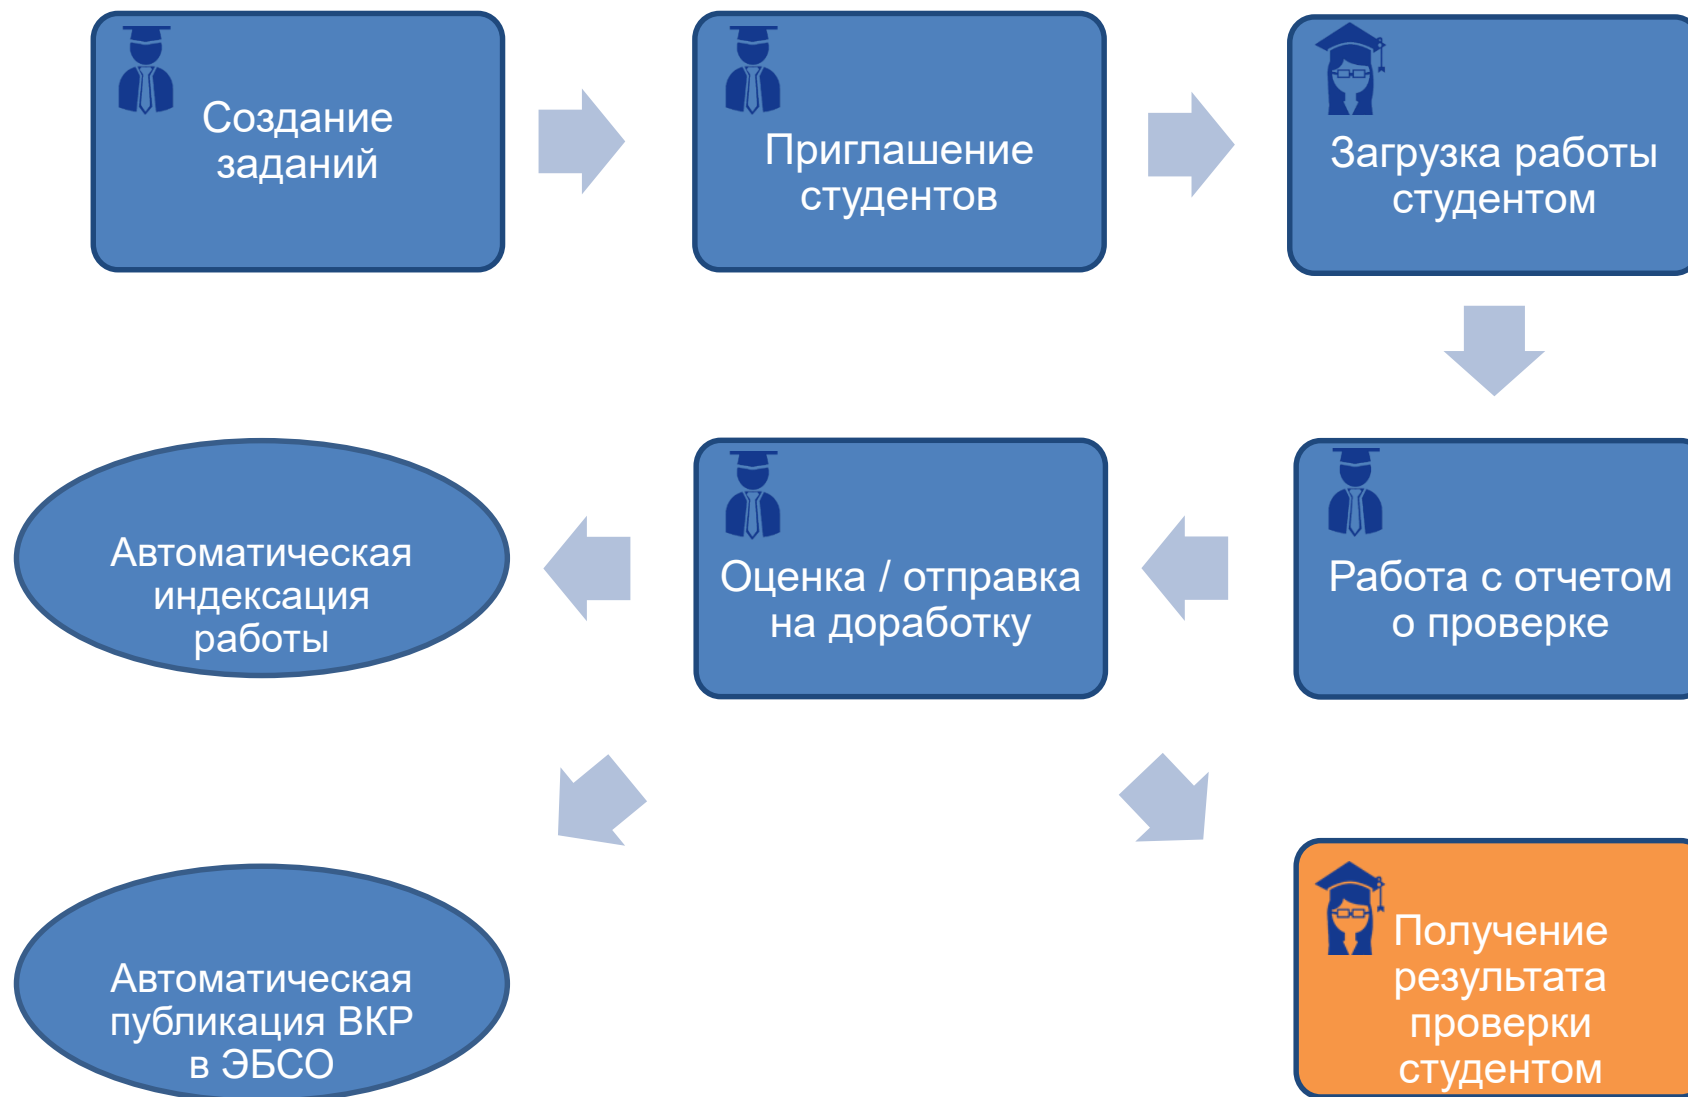 Создание
заданий
Приглашение
студентов
Загрузка работы
студентом
Автоматическая
индексация
работы
Оценка / отправка
на доработку
Работа с отчетом
о проверке
Автоматическая
публикация ВКР
в ЭБСО
Получение
результата
проверки
студентом